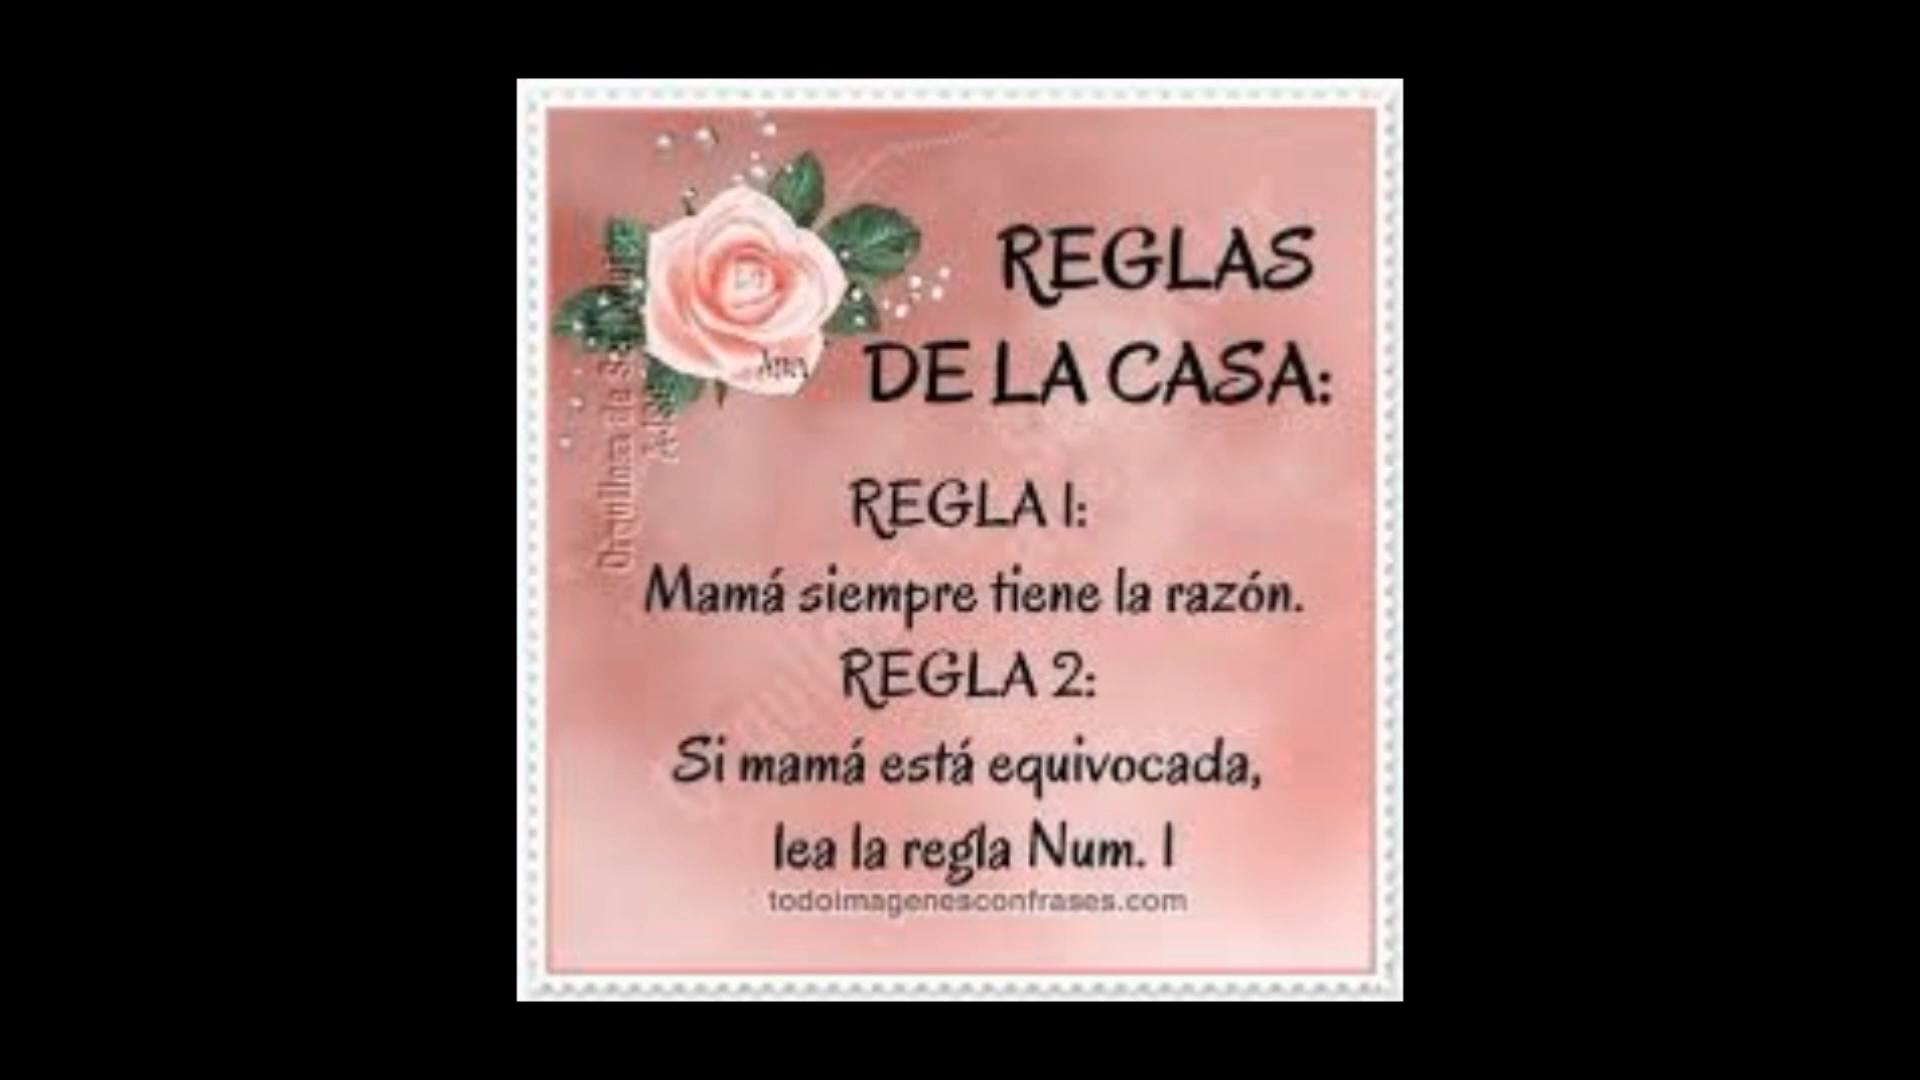 REGLAS
DE LA CASA:
REGLA 1:
Mamá siempre tiene la razón.
REGLA 2:
Si mamá está equivocada,
lea la regla Num. 1
todoimagenesconfrases.com